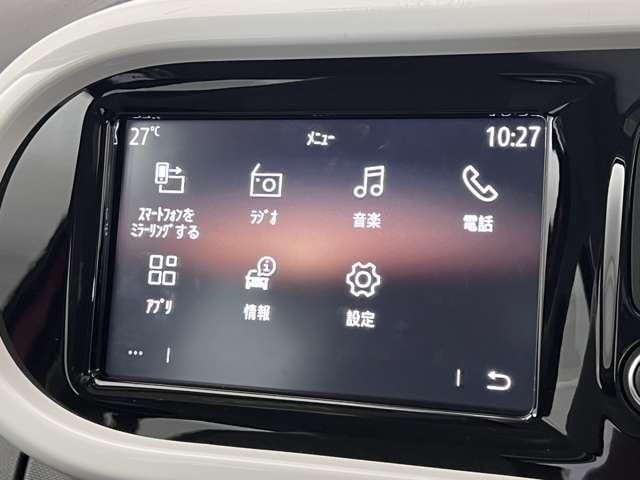 27℃ ﾒﾆｭｰ 10:27
ｽﾏｰﾄﾌｫﾝを ﾗｼﾞｵ 音楽 電話
ﾐﾗｰﾘﾝｸﾞする
ｱﾌﾟﾘ 情報 設定